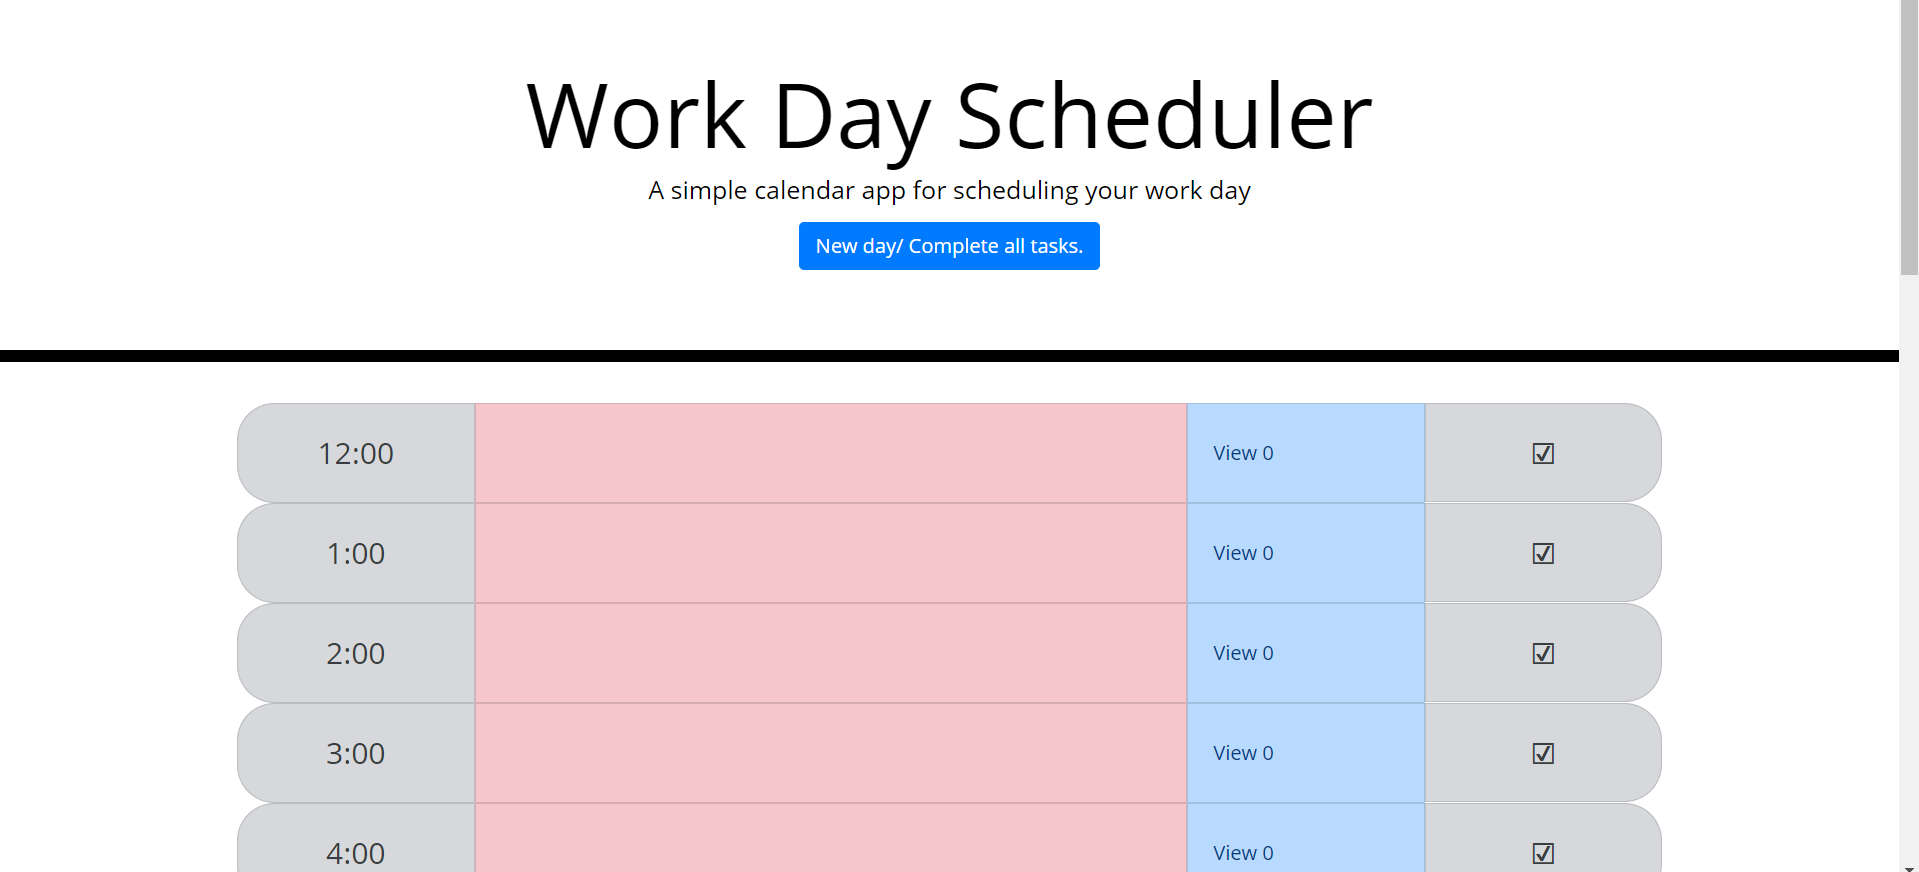 Work Day Scheduler
A simple calendar app for scheduling your work day
New day/ Complete all tasks.
12:00 View 0 ☑
1:00 View 0 ☑
2:00 View 0 ☑
3:00 View 0 ☑
4:00 View 0 ☑